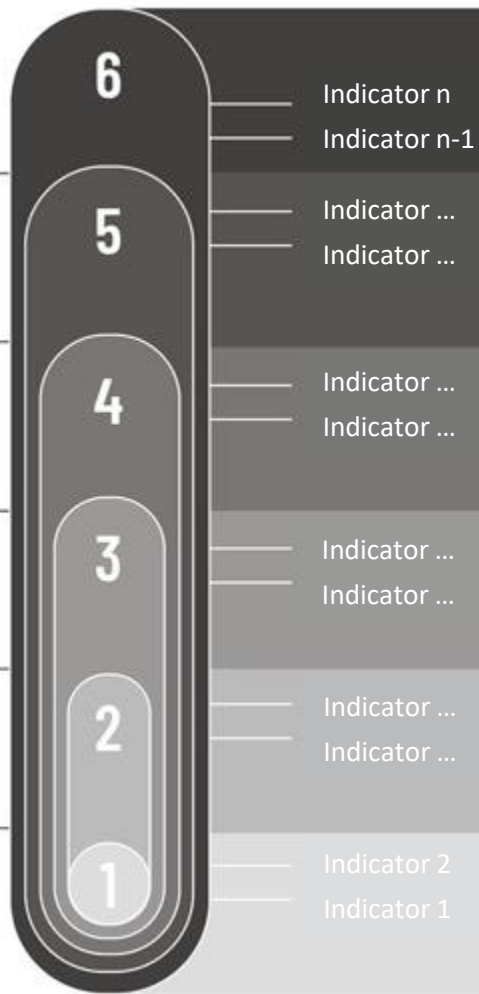 6
Indicator n
Indicator n-1
5
Indicator ...
Indicator ...
4
Indicator ...
Indicator ...
3
Indicator ...
Indicator ...
2
Indicator ...
Indicator ...
1
Indicator 2
Indicator 1